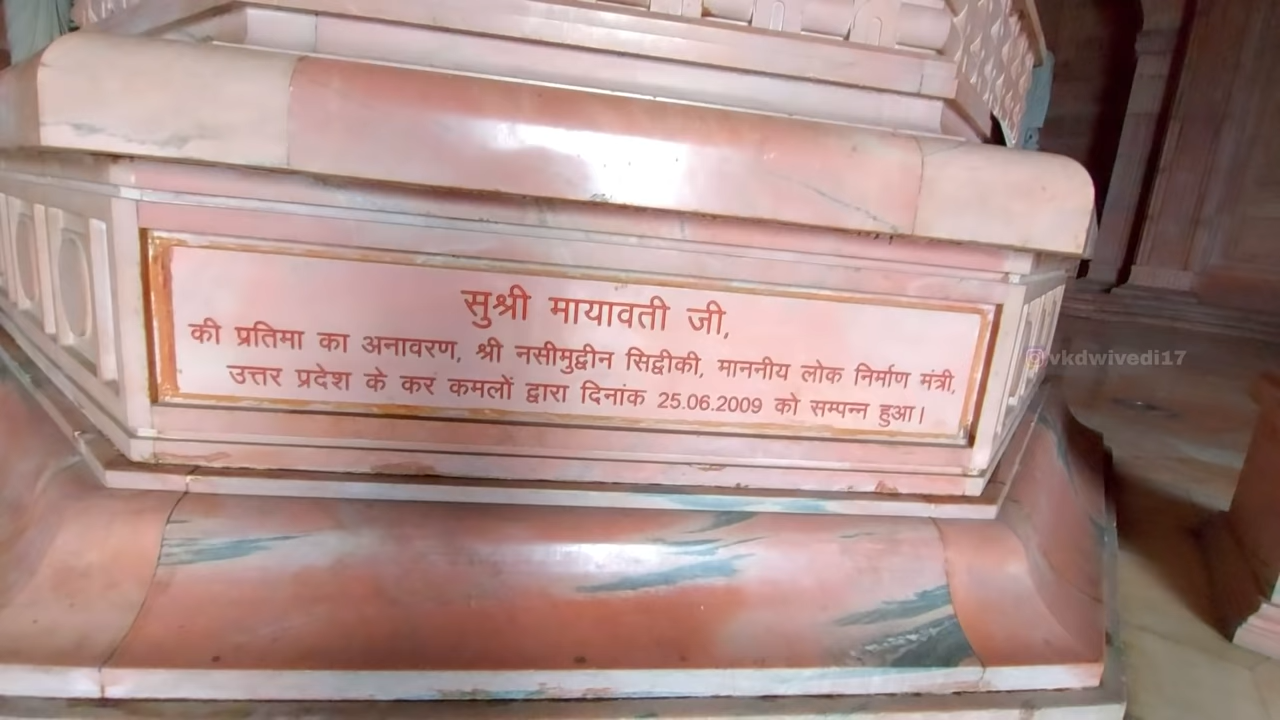 सुश्री मायावती जी,
की प्रतिमा का अनावरण, श्री नसीमुद्दीन सिद्दीकी, माननीय लोक निर्माण मंत्री,
उत्तर प्रदेश के कर कमलों द्वारा दिनांक 25.06.2009 को सम्पन्न हुआ।
@vkdwivedi17